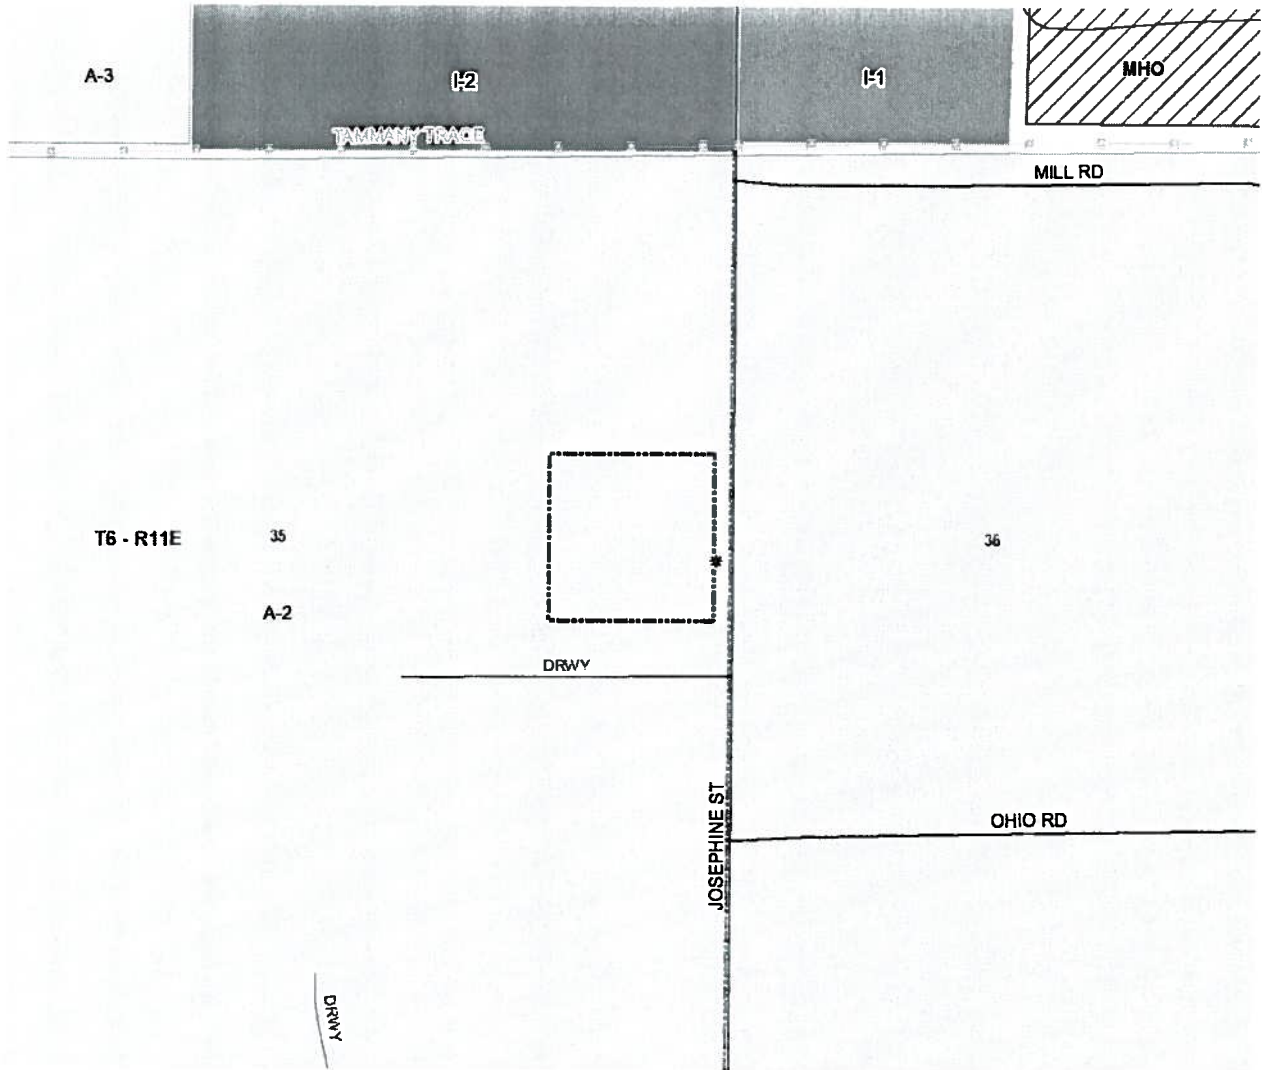 A-3
I-2
I-1
MHO
TAMMANY TRACE
MILL RD
T6 - R11E
35
36
A-2
DRWY
JOSEPHINE ST
OHIO RD
DRWY